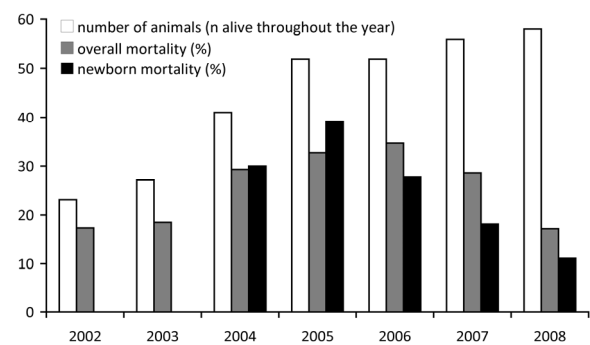 60
number of animals (n alive throughout the year)
overall mortality (%)
50
newborn mortality (%)
40
30
20
10
0
2002 2003 2004 2005 2006 2007 2008